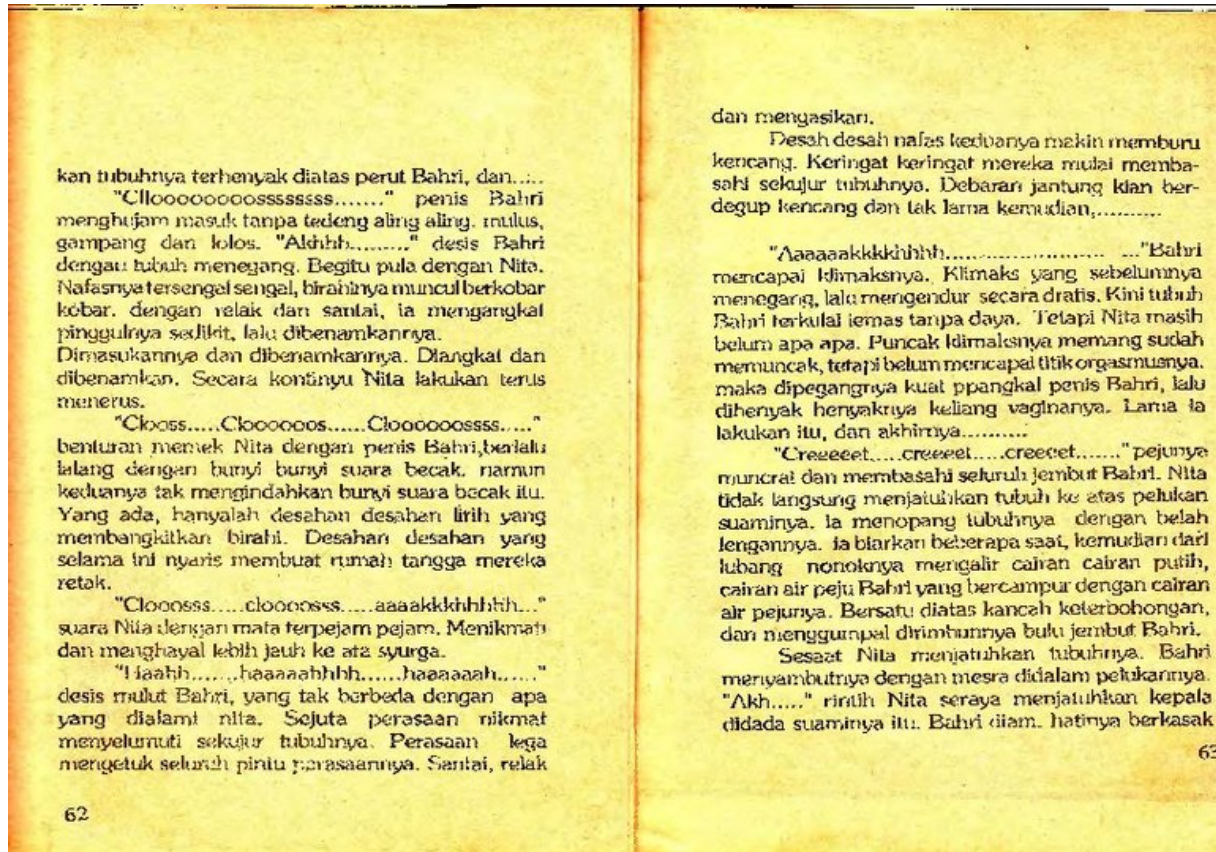 kan tubuhnya terhenyak diatas perut Bahri, dan.....
"Clloooooooossssssss......." penis Bahri
menghujam masuk tanpa tedeng aling aling. mulus,
gampang dan lolos. "Akhhh........." desis Bahri
dengan tubuh menegang. Begitu pula dengan Nita.
Nafasnya tersengal sengal, birahinya muncul berkobar
kobar. dengan relak dan santai, ia mengangkat
pinggulnya sedikit, lalu dibenamkannya.
Dimasukannya dan dibenamkannya. Diangkat dan
dibenamkan. Secara kontinyu Nita lakukan terus
menerus.
"Clooss.....Cloooooos......Cloooooossss....."
benturan memek Nita dengan penis Bahri,berlalu
lalang dengan bunyi bunyi suara becak. namun
keduanya tak mengindahkan bunyi suara becak itu.
Yang ada, hanyalah desahan desahan lirih yang
membangkitkan birahi. Desahan desahan yang
selama ini nyaris membuat rumah tangga mereka
retak.
"Clooosss.....cloooosss.....aaaakkkhhhhh..."
suara Nita dengan mata terpejam pejam. Menikmati
dan menghayal lebih jauh ke ata syurga.
"Haahh.......haaaaahhhh......haaaaaah......"
desis mulut Bahri, yang tak berbeda dengan apa
yang dialami nita. Sejuta perasaan nikmat
menyelumuti sekujur tubuhnya. Perasaan lega
mengetuk seluruh pintu perasaannya. Santai, relak
62
dan mengasikan.
Desah desah nafas keduanya makin memburu
kencang. Keringat keringat mereka mulai memba-
sahi sekujur tubuhnya. Debaran jantung kian ber-
degup kencang dan tak lama kemudian,..........
"Aaaaaakkkkkhhhh........................ ..."Bahri
mencapai klimaksnya. Klimaks yang sebelumnya
menegang, lalu mengendur secara dratis. Kini tubuh
Bahri terkulai lemas tanpa daya. Tetapi Nita masih
belum apa apa. Puncak klimaksnya memang sudah
memuncak, tetapi belum mencapai titik orgasmusnya.
maka dipegangnya kuat ppangkal penis Bahri, lalu
dihenyak henyaknya keliang vaginanya. Lama ia
lakukan itu, dan akhirnya..........
"Creeeeet.....creeeet.....creeeet......." pejunya
muncrat dan membasahi seluruh jembut Bahri. Nita
tidak langsung menjatuhkan tubuh ke atas pelukan
suaminya. Ia menopang tubuhnya dengan belah
lengannya. ia biarkan beberapa saat, kemudian dari
lubang nonoknya mengalir cairan cairan putih,
cairan air peju Bahri yang bercampur dengan cairan
air pejunya. Bersatu diatas kancah keterbohongan,
dan menggumpal dirimbunnya bulu jembut Bahri.
Sesaat Nita menjatuhkan tubuhnya. Bahri
menyambutnya dengan mesra didalam pelukannya.
"Akh....." rintih Nita seraya menjatuhkan kepala
didada suaminya itu. Bahri diam. hatinya berkasak
63